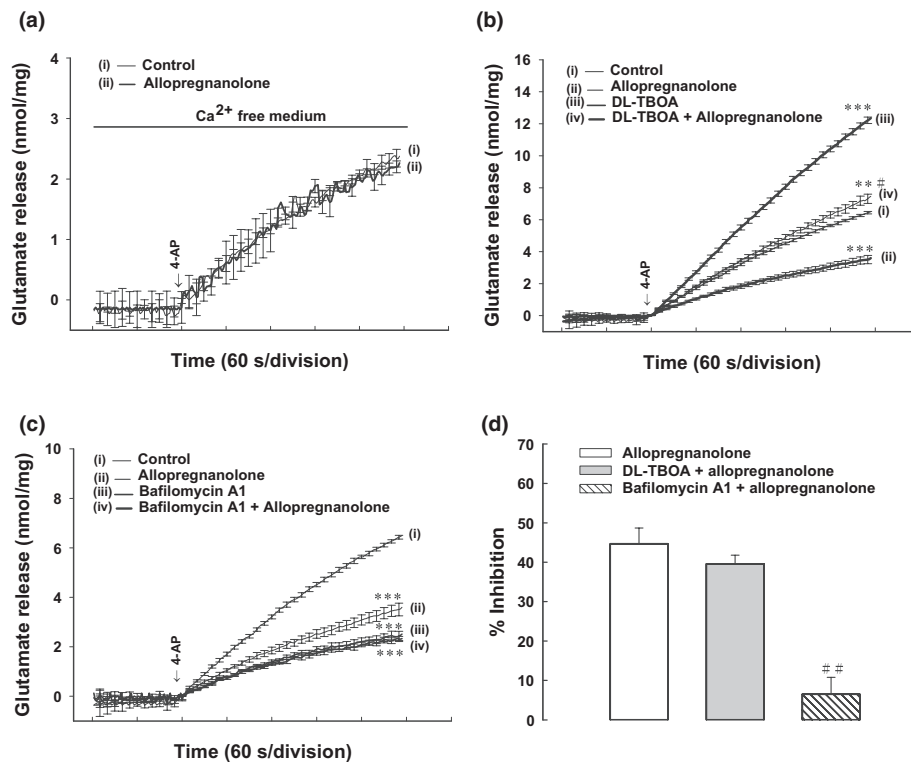 (a)
Glutamate release (nmol/mg)
4
3
2
1
0
(i) Control
(ii) Allopregnanolone
Ca2+ free medium
4-AP
(i)
(ii)
Time (60 s/division)
(b)
Glutamate release (nmol/mg)
16
14
12
10
8
6
4
2
0
(i) Control
(ii) Allopregnanolone
(iii) DL-TBOA
(iv) DL-TBOA + Allopregnanolone
4-AP
***
(iii)
** #
(iv)
(i)
***
(ii)
Time (60 s/division)
(c)
Glutamate release (nmol/mg)
10
8
6
4
2
0
(i) Control
(ii) Allopregnanolone
(iii) Bafilomycin A1
(iv) Bafilomycin A1 + Allopregnanolone
4-AP
(i)
***
(ii)
***
(iii)
(iv)
***
Time (60 s/division)
(d)
% Inhibition
70
60
50
40
30
20
10
0
Allopregnanolone
DL-TBOA + allopregnanolone
Bafilomycin A1 + allopregnanolone
##